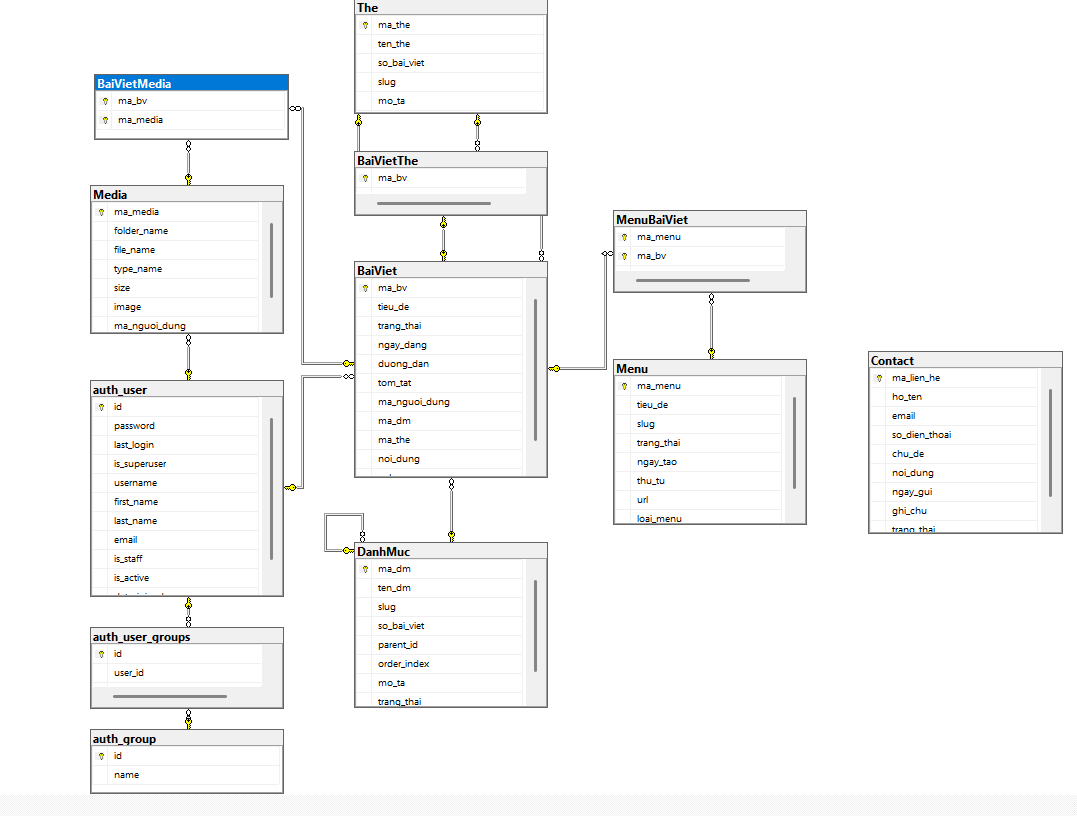 The
ma_the
ten_the
so_bai_viet
slug
mo_ta
BaiVietMedia
ma_bv
ma_media
BaiVietThe
ma_bv
Media
ma_media
folder_name
file_name
type_name
size
image
ma_nguoi_dung
MenuBaiViet
ma_menu
ma_bv
BaiViet
ma_bv
tieu_de
trang_thai
ngay_dang
duong_dan
tom_tat
ma_nguoi_dung
ma_dm
ma_the
noi_dung
Menu
ma_menu
tieu_de
slug
trang_thai
ngay_tao
thu_tu
url
loai_menu
Contact
ma_lien_he
ho_ten
email
so_dien_thoai
chu_de
noi_dung
ngay_gui
ghi_chu
trang_thai
auth_user
id
password
last_login
is_superuser
username
first_name
last_name
email
is_staff
is_active
DanhMuc
ma_dm
ten_dm
slug
so_bai_viet
parent_id
order_index
mo_ta
trang_thai
auth_user_groups
id
user_id
auth_group
id
name